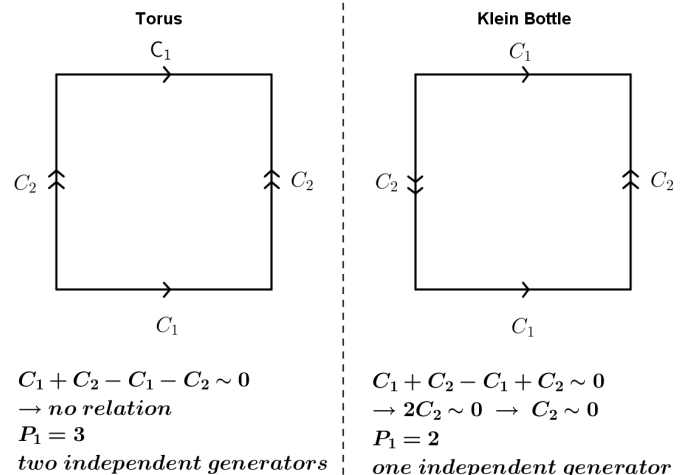 Torus
C₁
C₂
C₂
C₁
C₁ + C₂ − C₁ − C₂ ∼ 0
→ no relation
P₁ = 3
two independent generators
Klein Bottle
C₁
C₂
C₂
C₁
C₁ + C₂ − C₁ + C₂ ∼ 0
→ 2C₂ ∼ 0 → C₂ ∼ 0
P₁ = 2
one independent generator